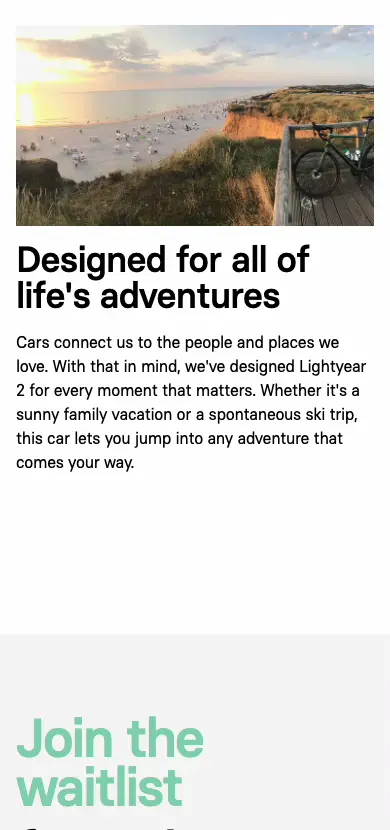 Designed for all of
life's adventures
Cars connect us to the people and places we
love. With that in mind, we've designed Lightyear
2 for every moment that matters. Whether it's a
sunny family vacation or a spontaneous ski trip,
this car lets you jump into any adventure that
comes your way.
Join the
waitlist